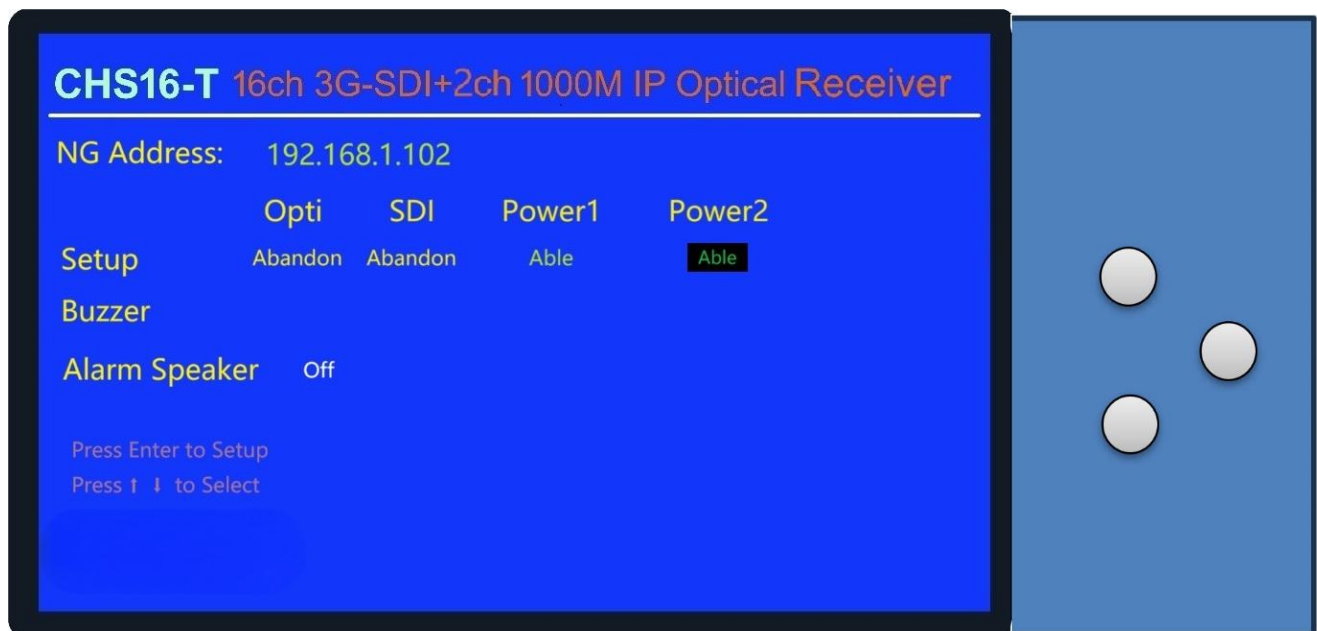 CHS16-T 16ch 3G-SDI+2ch 1000M IP Optical Receiver
NG Address: 192.168.1.102
Opti SDI Power1 Power2
Setup Abandon Abandon Able Able
Buzzer
Alarm Speaker Off
Press Enter to Setup
Press ↑ ↓ to Select